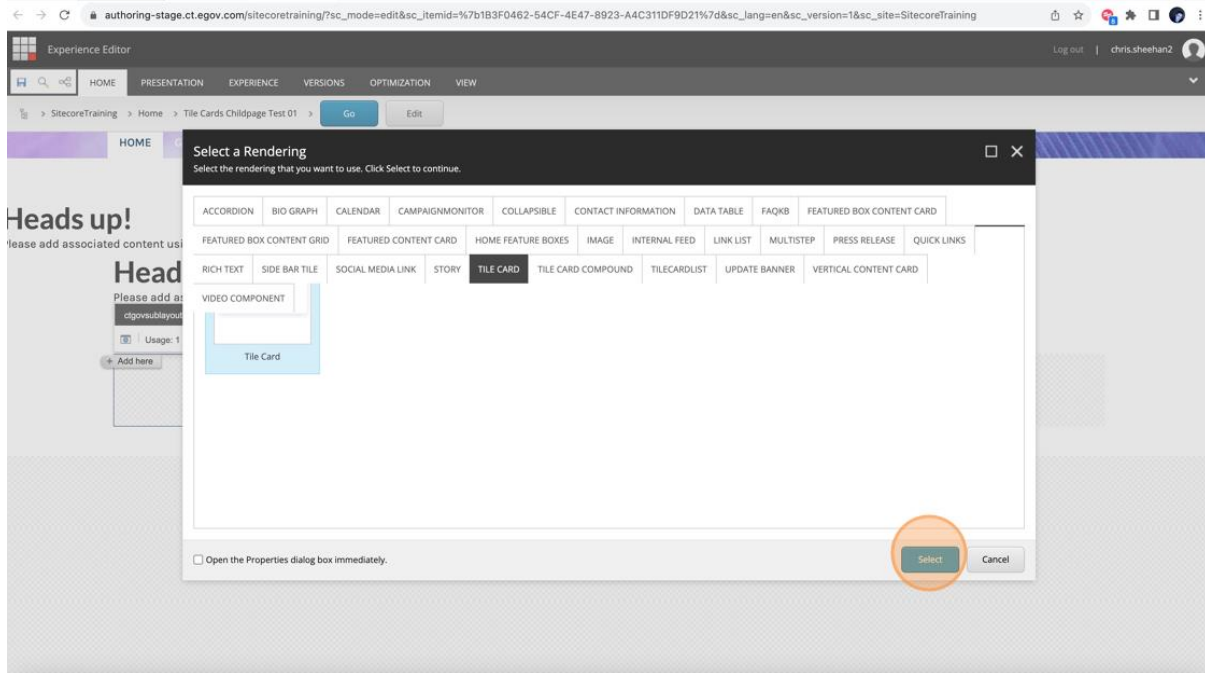 authoring-stage.ct.egov.com/sitecoretraining/?sc_mode=edit&sc_itemid=%7b1B3F0462-54CF-4E47-8923-A4C311DF9D21%7d&sc_lang=en&sc_version=1&sc_site=SitecoreTraining
Experience Editor
Log out | chris.sheehan2
HOME PRESENTATION EXPERIENCE VERSIONS OPTIMIZATION VIEW
> SitecoreTraining > Home > Tile Cards Childpage Test 01 > Go Edit
HOME
Select a Rendering
Select the rendering that you want to use. Click Select to continue.
ACCORDION BIO GRAPH CALENDAR CAMPAIGNMONITOR COLLAPSIBLE CONTACT INFORMATION DATA TABLE FAQKB FEATURED BOX CONTENT CARD
FEATURED BOX CONTENT GRID FEATURED CONTENT CARD HOME FEATURE BOXES IMAGE INTERNAL FEED LINK LIST MULTISTEP PRESS RELEASE QUICK LINKS
RICH TEXT SIDE BAR TILE SOCIAL MEDIA LINK STORY TILE CARD TILE CARD COMPOUND TILECARDLIST UPDATE BANNER VERTICAL CONTENT CARD
VIDEO COMPONENT
Heads up!
Please add associated content usi
Head
Please add as
ctgovsublayout
Usage: 1
+ Add here
Tile Card
Open the Properties dialog box immediately.
Select Cancel